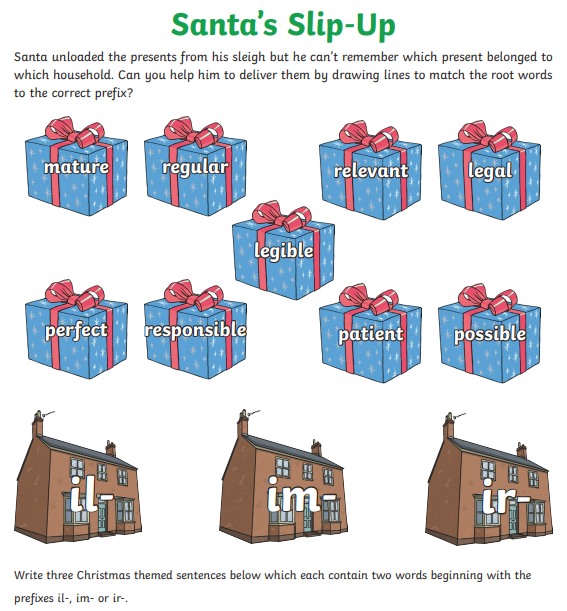 Santa's Slip-Up
Santa unloaded the presents from his sleigh but he can't remember which present belonged to
which household. Can you help him to deliver them by drawing lines to match the root words
to the correct prefix?
mature
regular
relevant
legal
legible
perfect
responsible
patient
possible
il-
im-
ir-
Write three Christmas themed sentences below which each contain two words beginning with the
prefixes il-, im- or ir-.